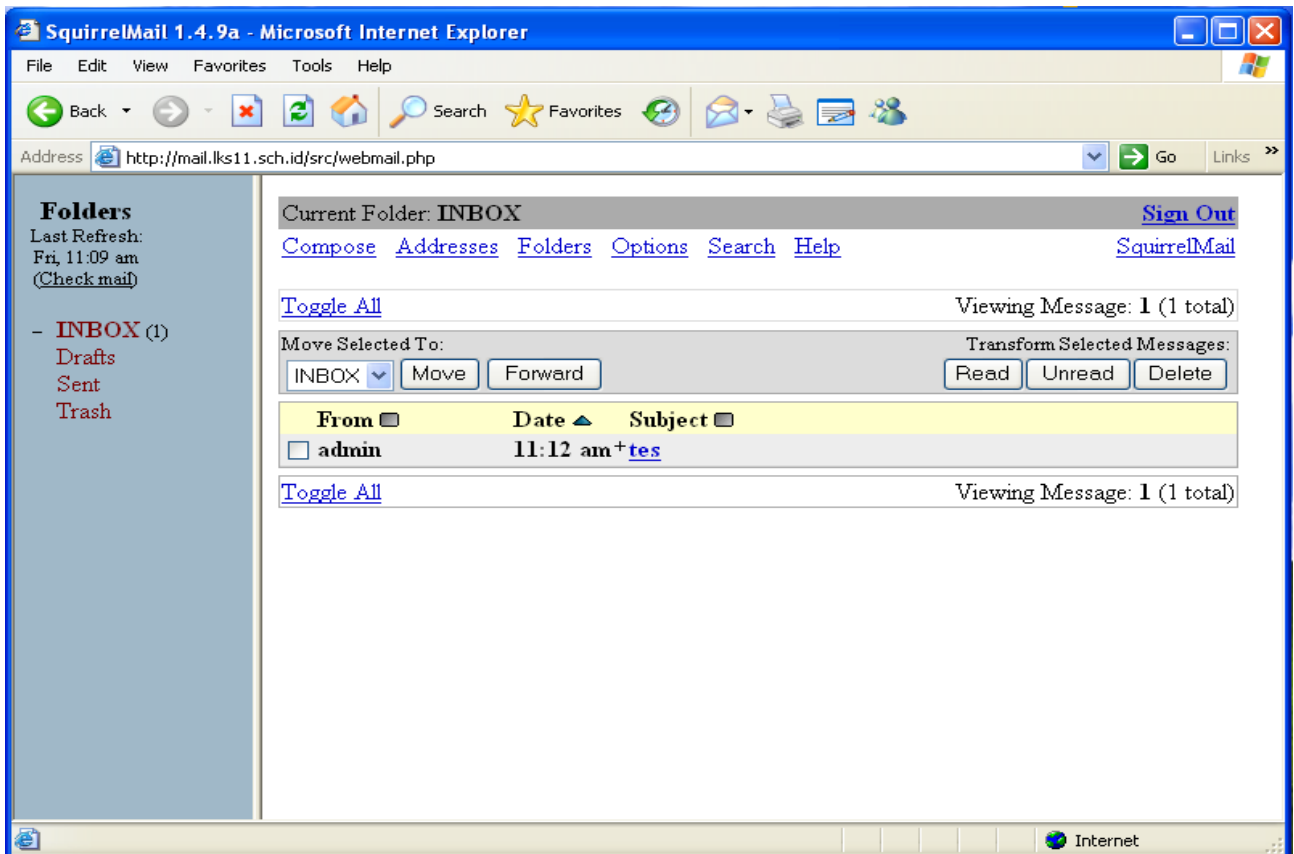 SquirrelMail 1.4.9a - Microsoft Internet Explorer
File Edit View Favorites Tools Help
Back Search Favorites
Address http://mail.lks11.sch.id/src/webmail.php Go Links »
Folders
Last Refresh:
Fri, 11:09 am
(Check mail)
– INBOX (1)
Drafts
Sent
Trash
Current Folder: INBOX Sign Out
Compose Addresses Folders Options Search Help SquirrelMail
Toggle All Viewing Message: 1 (1 total)
Move Selected To: Transform Selected Messages:
INBOX Move Forward Read Unread Delete
From Date Subject
admin 11:12 am + tes
Toggle All Viewing Message: 1 (1 total)
Internet